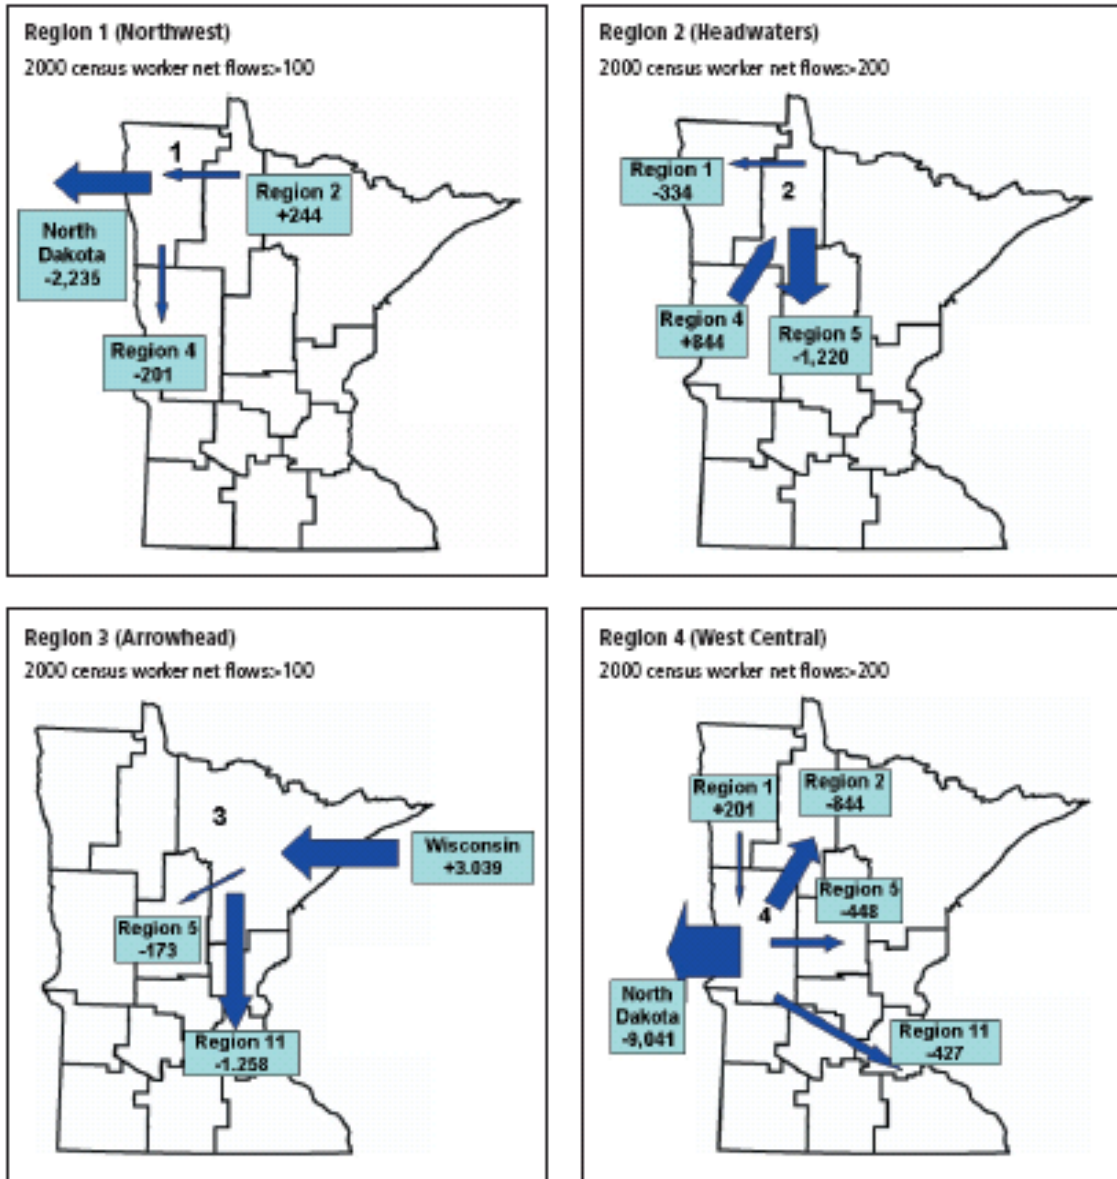 Region 1 (Northwest)
2000 census worker net flows>100
1
Region 2
+244
North
Dakota
-2,235
Region 4
-201
Region 2 (Headwaters)
2000 census worker net flows>200
Region 1
-334
2
Region 4
+844
Region 5
-1,220
Region 3 (Arrowhead)
2000 census worker net flows>100
3
Wisconsin
+3.039
Region 5
-173
Region 11
-1.258
Region 4 (West Central)
2000 census worker net flows>200
Region 1
+201
Region 2
-844
Region 5
-448
4
North
Dakota
-9,041
Region 11
-427